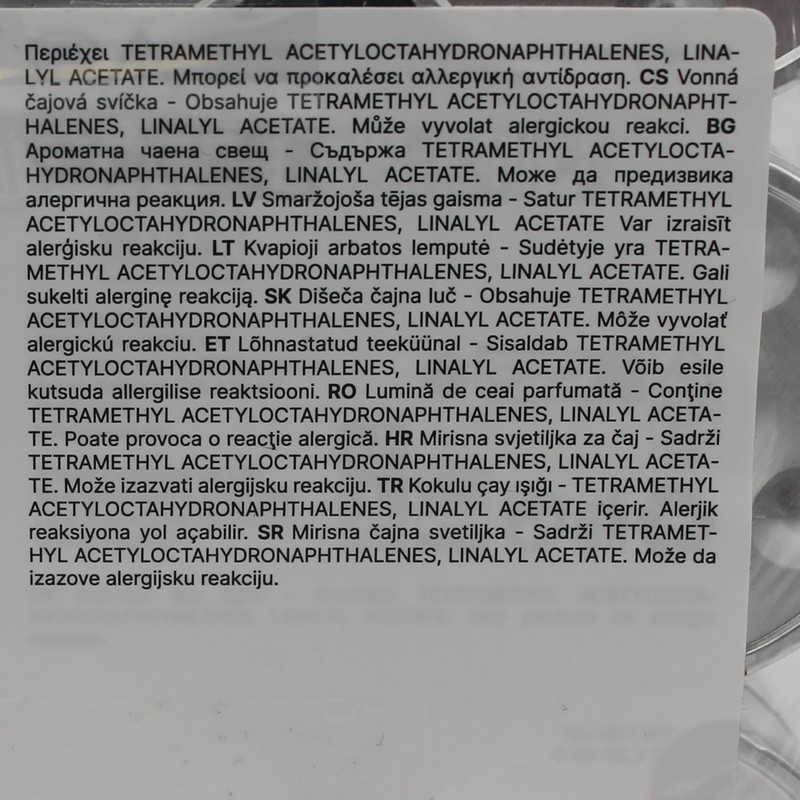 Περιέχει TETRAMETHYL ACETYLOCTAHYDRONAPHTHALENES, LINA-
LYL ACETATE. Μπορεί να προκαλέσει αλλεργική αντίδραση. CS Vonná
čajová svíčka - Obsahuje TETRAMETHYL ACETYLOCTAHYDRONAPHT-
HALENES, LINALYL ACETATE. Může vyvolat alergickou reakci. BG
Ароматна чаена свещ - Съдържа TETRAMETHYL ACETYLOCTA-
HYDRONAPHTHALENES, LINALYL ACETATE. Може да предизвика
алергична реакция. LV Smaržojoša tējas gaisma - Satur TETRAMETHYL
ACETYLOCTAHYDRONAPHTHALENES, LINALYL ACETATE Var izraisīt
alerģisku reakciju. LT Kvapioji arbatos lemputė - Sudėtyje yra TETRA-
METHYL ACETYLOCTAHYDRONAPHTHALENES, LINALYL ACETATE. Gali
sukelti alerginę reakciją. SK Dišeča čajna luč - Obsahuje TETRAMETHYL
ACETYLOCTAHYDRONAPHTHALENES, LINALYL ACETATE. Môže vyvolať
alergickú reakciu. ET Lõhnastatud teeküünal - Sisaldab TETRAMETHYL
ACETYLOCTAHYDRONAPHTHALENES, LINALYL ACETATE. Võib esile
kutsuda allergilise reaktsiooni. RO Lumină de ceai parfumată - Conţine
TETRAMETHYL ACETYLOCTAHYDRONAPHTHALENES, LINALYL ACETA-
TE. Poate provoca o reacţie alergică. HR Mirisna svjetiljka za čaj - Sadrži
TETRAMETHYL ACETYLOCTAHYDRONAPHTHALENES, LINALYL ACETA-
TE. Može izazvati alergijsku reakciju. TR Kokulu çay ışığı - TETRAMETHYL
ACETYLOCTAHYDRONAPHTHALENES, LINALYL ACETATE içerir. Alerjik
reaksiyona yol açabilir. SR Mirisna čajna svetiljka - Sadrži TETRAMET-
HYL ACETYLOCTAHYDRONAPHTHALENES, LINALYL ACETATE. Može da
izazove alergijsku reakciju.